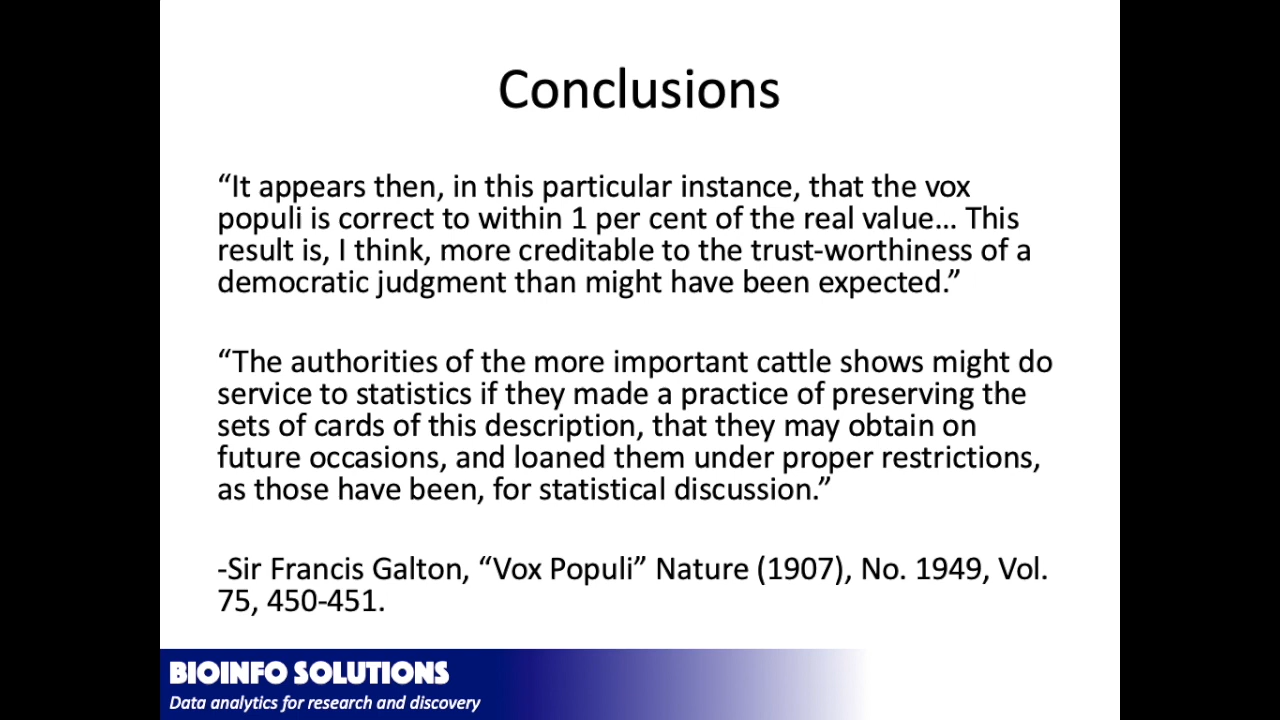 Conclusions
“It appears then, in this particular instance, that the vox
populi is correct to within 1 per cent of the real value… This
result is, I think, more creditable to the trust-worthiness of a
democratic judgment than might have been expected.”
“The authorities of the more important cattle shows might do
service to statistics if they made a practice of preserving the
sets of cards of this description, that they may obtain on
future occasions, and loaned them under proper restrictions,
as those have been, for statistical discussion.”
-Sir Francis Galton, “Vox Populi” Nature (1907), No. 1949, Vol.
75, 450-451.
BIOINFO SOLUTIONS
Data analytics for research and discovery